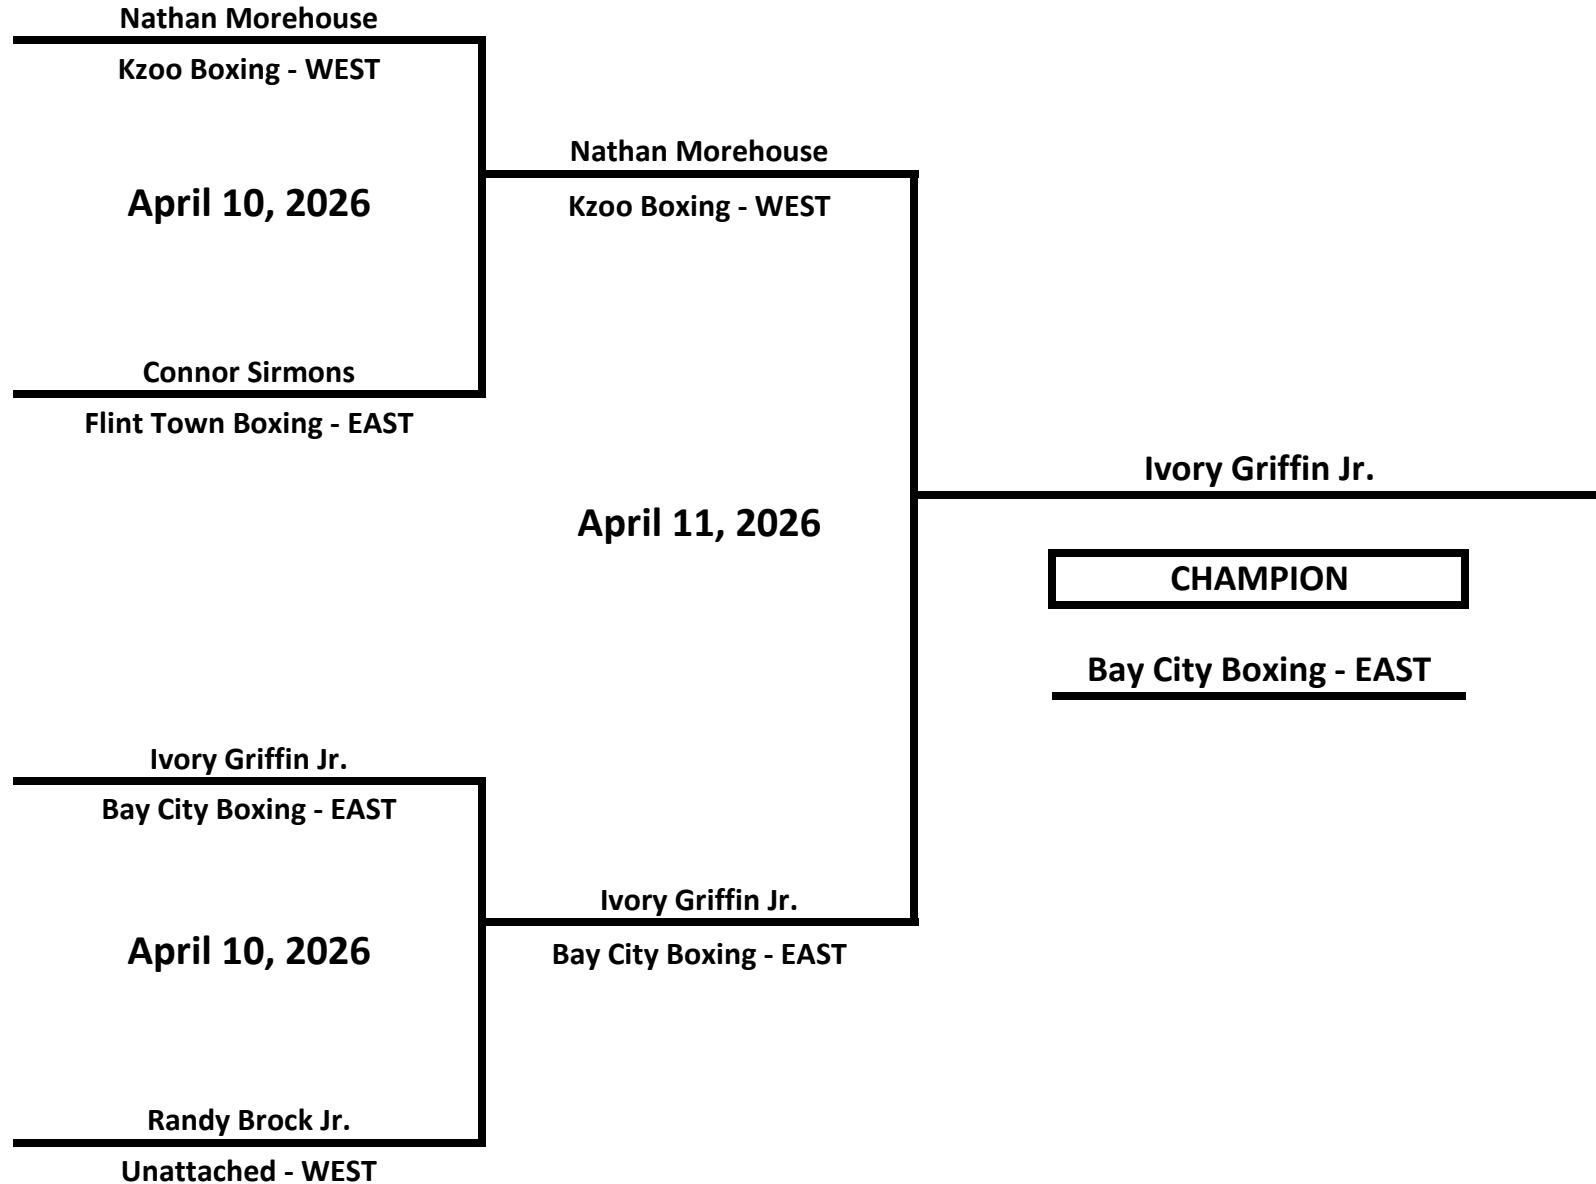 Nathan Morehouse
Kzoo Boxing - WEST
April 10, 2026
Connor Sirmons
Flint Town Boxing - EAST
Nathan Morehouse
Kzoo Boxing - WEST
April 11, 2026
Ivory Griffin Jr.
CHAMPION
Bay City Boxing - EAST
Ivory Griffin Jr.
Bay City Boxing - EAST
April 10, 2026
Randy Brock Jr.
Unattached - WEST
Ivory Griffin Jr.
Bay City Boxing - EAST